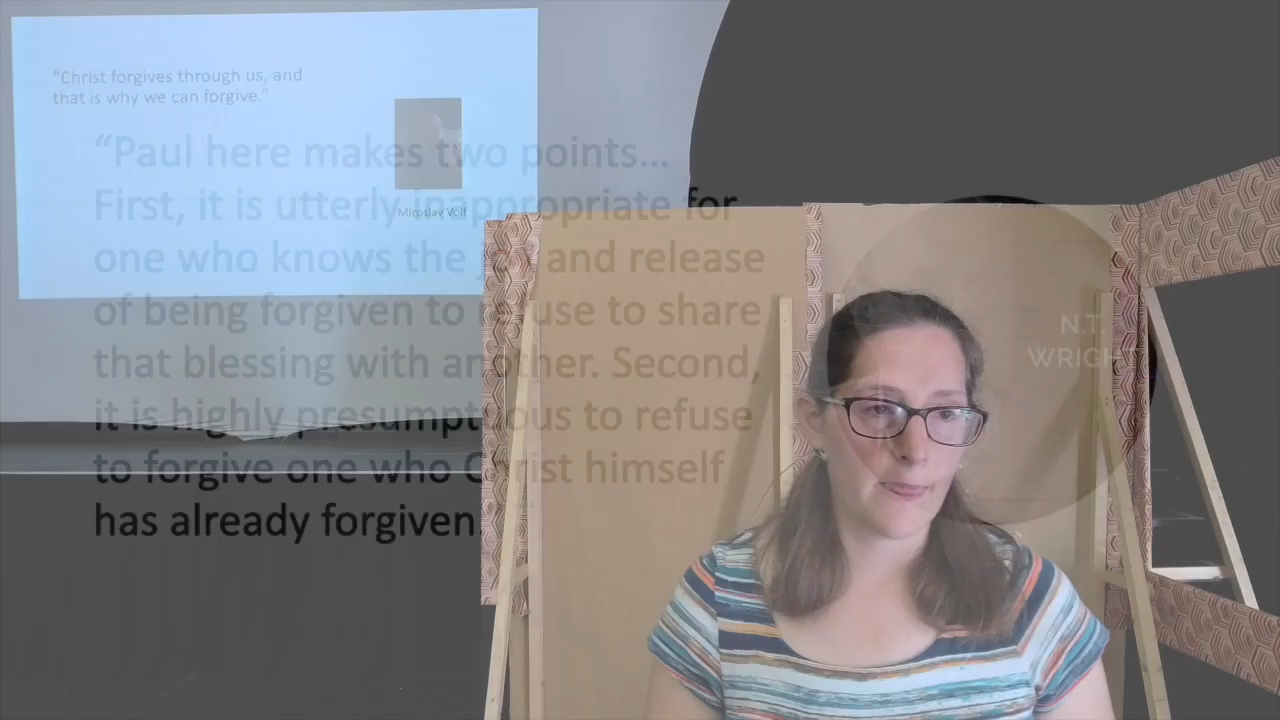 “Christ forgives through us, and
that is why we can forgive.”
Miroslav Volf
“Paul here makes two points...
First, it is utterly inappropriate for
one who knows the joy and release
of being forgiven to refuse to share
that blessing with another. Second,
it is highly presumptuous to refuse
to forgive one who Christ himself
has already forgiven.
N.T.
WRIGHT